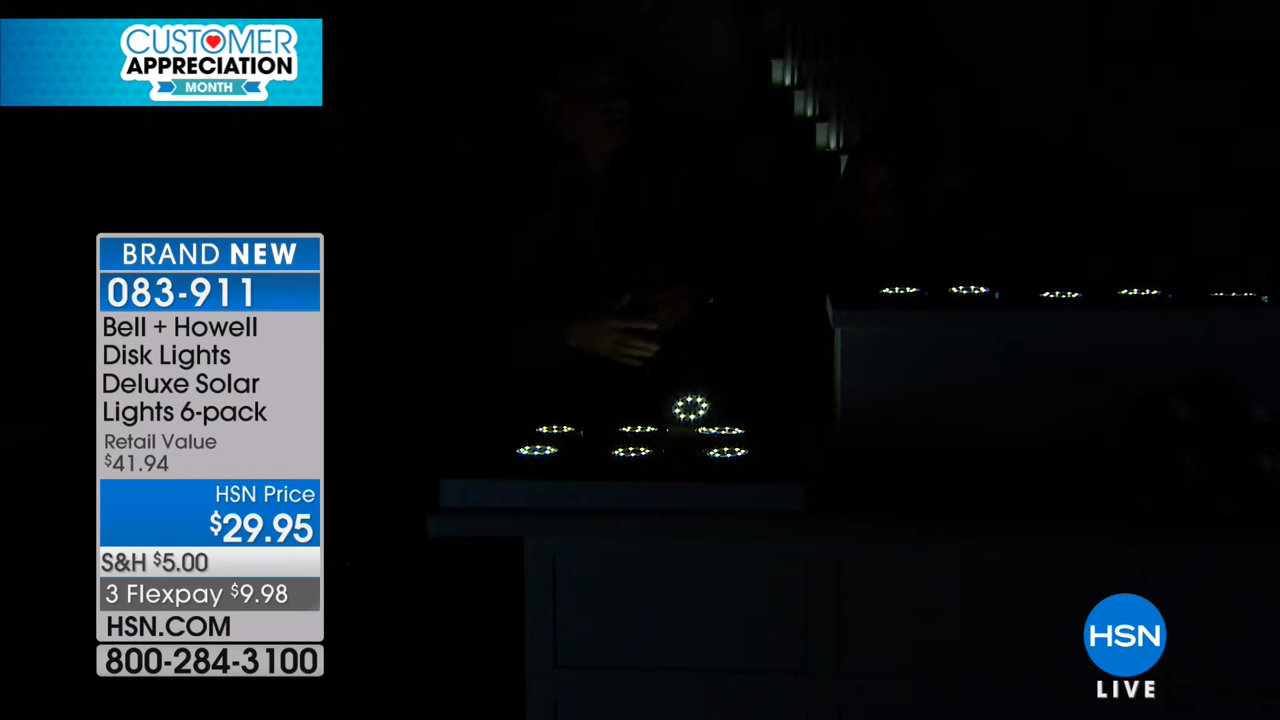 CUSTOMER
APPRECIATION
MONTH
BRAND NEW
083-911
Bell + Howell
Disk Lights
Deluxe Solar
Lights 6-pack
Retail Value
$41.94
HSN Price
$29.95
S&H $5.00
3 Flexpay $9.98
HSN.COM
800-284-3100
HSN
LIVE